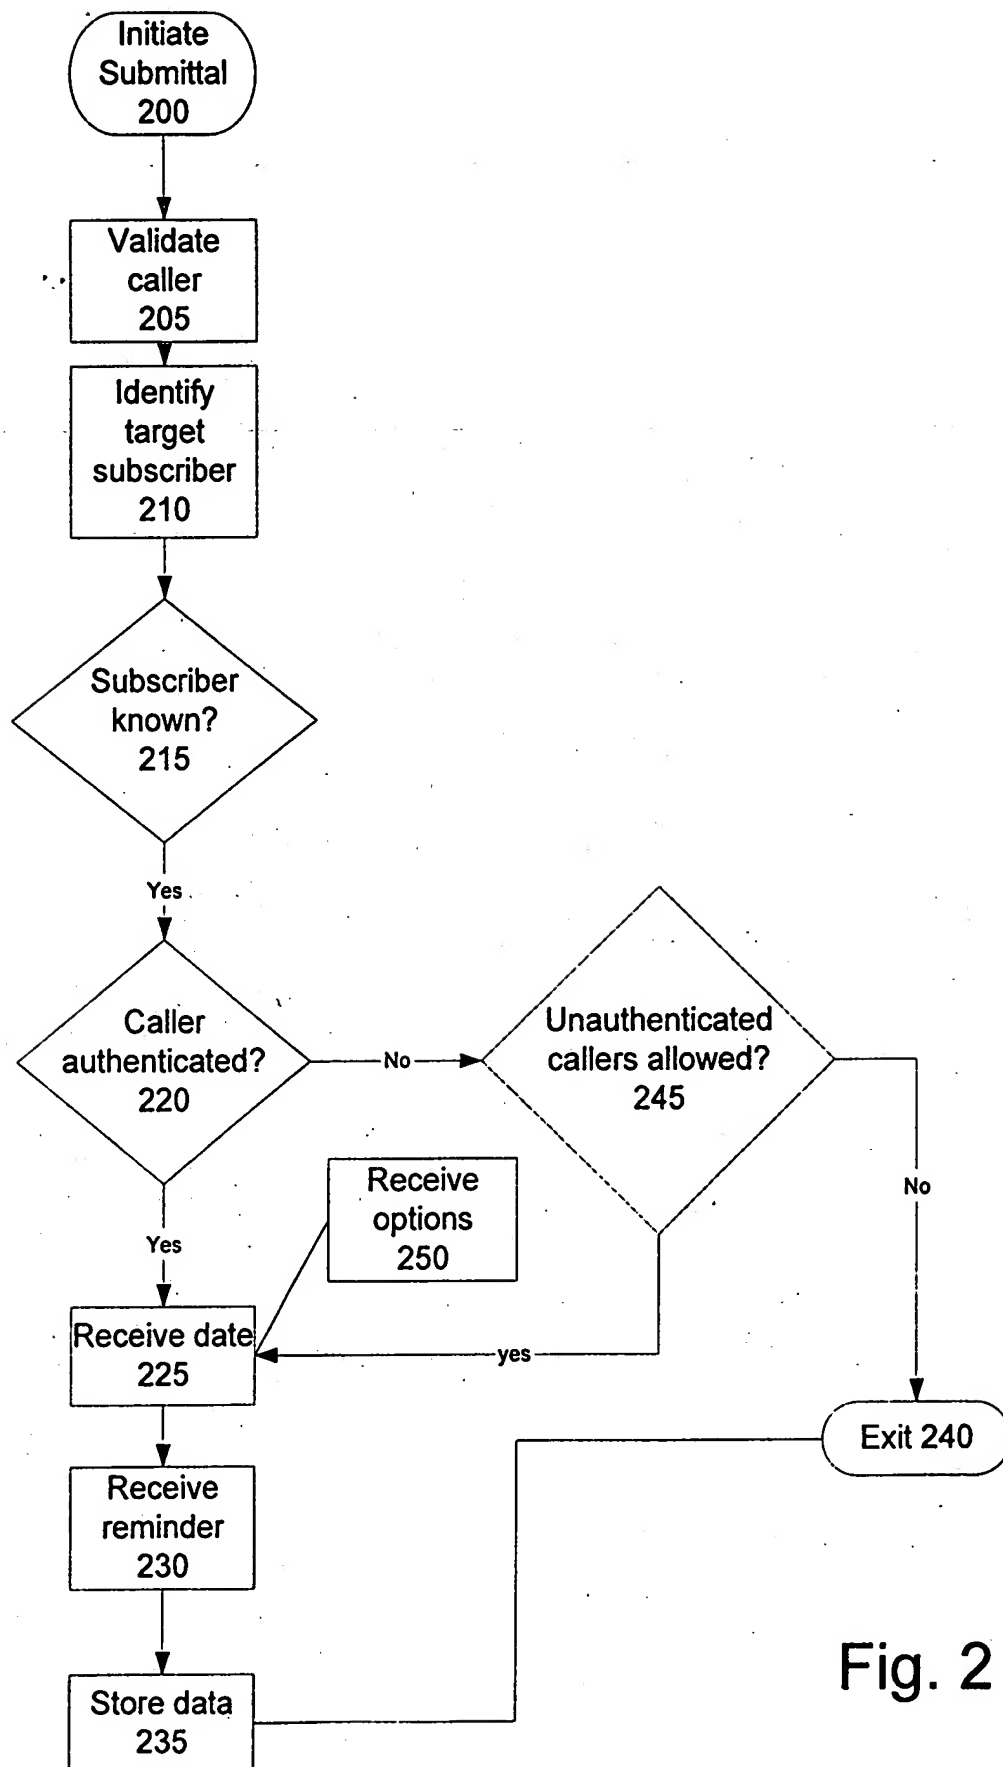 Initiate
Submittal
200
Validate
caller
205
Identify
target
subscriber
210
Subscriber
known?
215
Yes
Caller
authenticated?
220
No
Unauthenticated
callers allowed?
245
No
Yes
Receive
options
250
Receive date
225
yes
Exit 240
Receive
reminder
230
Store data
235
Fig. 2